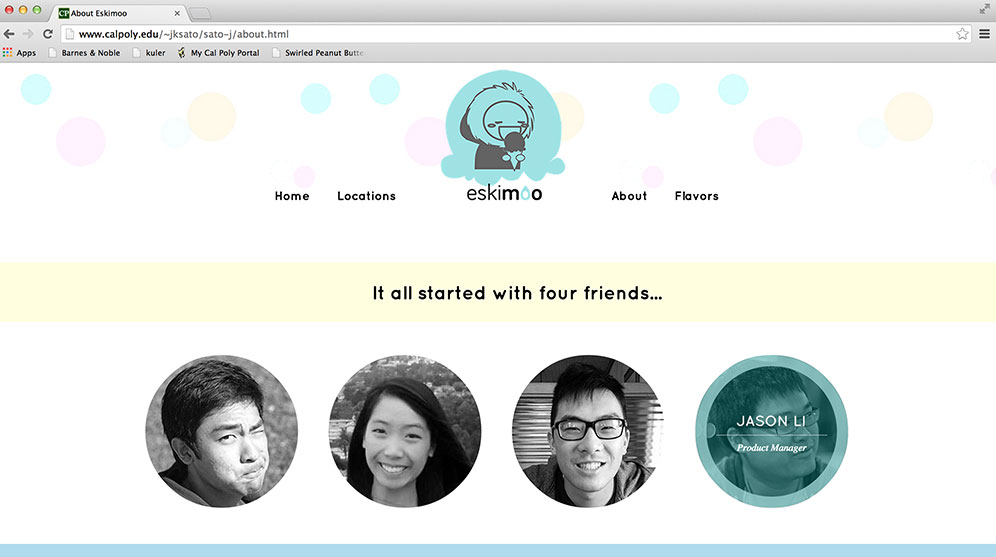 CP About Eskimoo
www.calpoly.edu/~jksato/sato-j/about.html
Apps Barnes & Noble kuler My Cal Poly Portal Swirled Peanut Butte
eskimoo
Home Locations About Flavors
It all started with four friends...
JASON LI
Product Manager